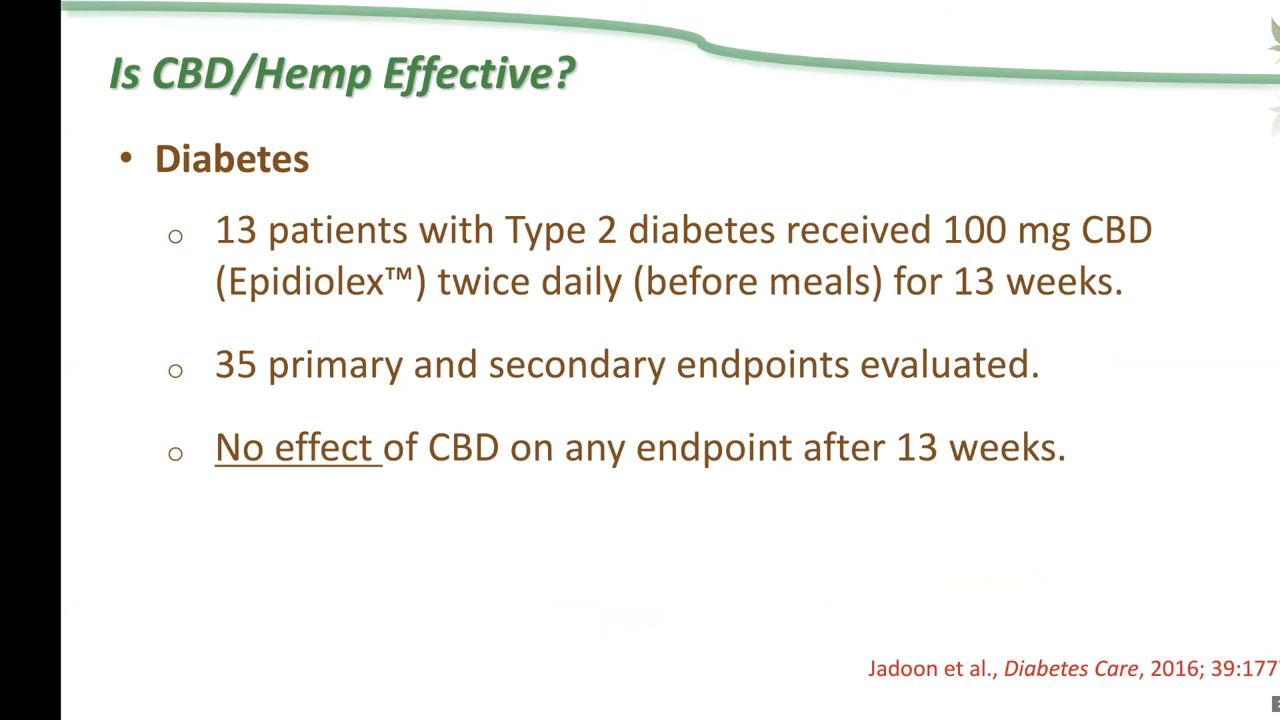 Is CBD/Hemp Effective?
• Diabetes
o 13 patients with Type 2 diabetes received 100 mg CBD
(Epidiolex™) twice daily (before meals) for 13 weeks.
o 35 primary and secondary endpoints evaluated.
o No effect of CBD on any endpoint after 13 weeks.
Jadoon et al., Diabetes Care, 2016; 39:177